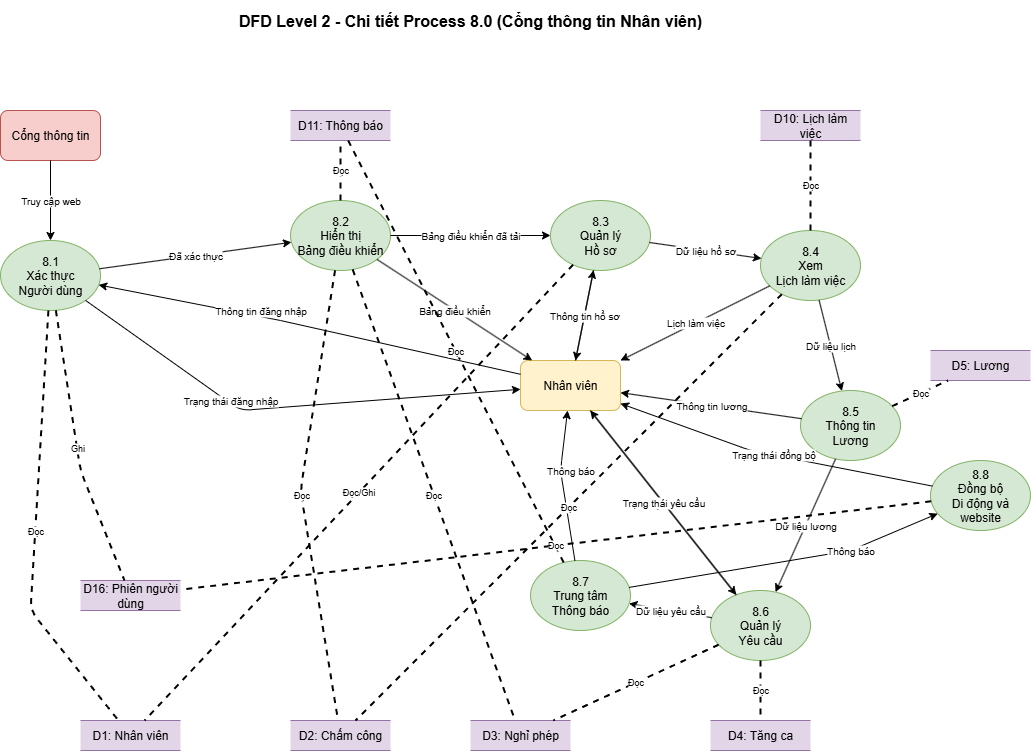 DFD Level 2 - Chi tiết Process 8.0 (Cổng thông tin Nhân viên)
Cổng thông tin
D11: Thông báo
D10: Lịch làm
việc
Đọc
Đọc
Truy cập web
8.1
Xác thực
Người dùng
Đã xác thực
8.2
Hiển thị
Bảng điều khiển
Bảng điều khiển đã tải
8.3
Quản lý
Hồ sơ
Dữ liệu hồ sơ
8.4
Xem
Lịch làm việc
Thông tin đăng nhập
Bảng điều khiển
Thông tin hồ sơ
Lịch làm việc
Dữ liệu lịch
Đọc
Nhân viên
D5: Lương
Đọc
Trạng thái đăng nhập
Thông tin lương
8.5
Thông tin
Lương
Ghi
Trạng thái đồng bộ
Thông báo
Đọc
Đọc/Ghi
Đọc
Đọc
Trạng thái yêu cầu
8.8
Đồng bộ
Di động và
website
Dữ liệu lương
Đọc
Đọc
Thông báo
D16: Phiên người
dùng
8.7
Trung tâm
Thông báo
Dữ liệu yêu cầu
8.6
Quản lý
Yêu cầu
Đọc
Đọc
D1: Nhân viên
D2: Chấm công
D3: Nghỉ phép
D4: Tăng ca